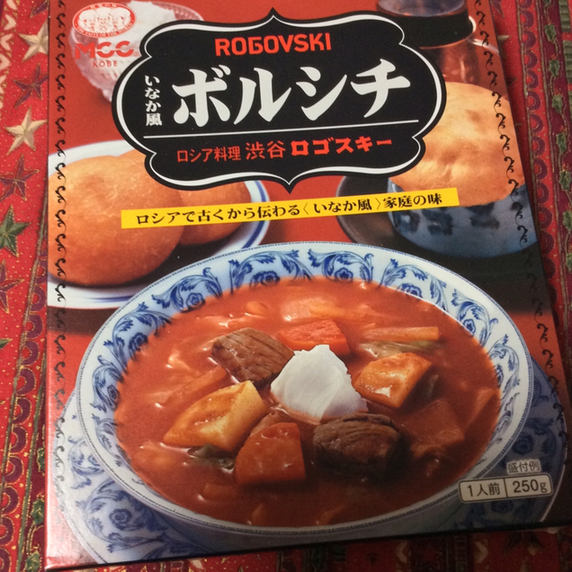 MCC
KOBE
ROGOVSKI
いなか風
ボルシチ
ロシア料理 渋谷 ロゴスキー
ロシアで古くから伝わる〈いなか風〉家庭の味
盛付例
1人前 250g